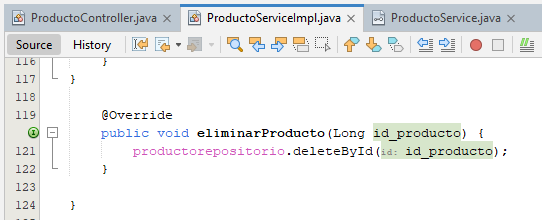 ProductoController.java × ProductoServiceImpl.java × ProductoService.java
Source History
116 }
117 }
118
119 @Override
public void eliminarProducto(Long id_producto) {
121 productorepositorio.deleteById(id: id_producto);
122 }
123
124 }